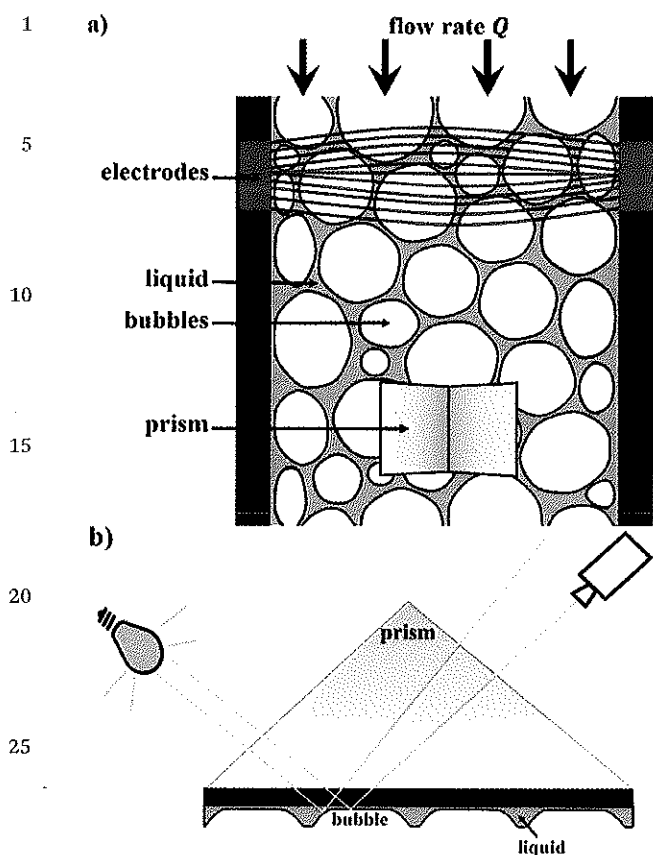 1
a)
flow rate Q
5
electrodes
liquid
10
bubbles
prism
15
b)
20
prism
25
bubble
liquid